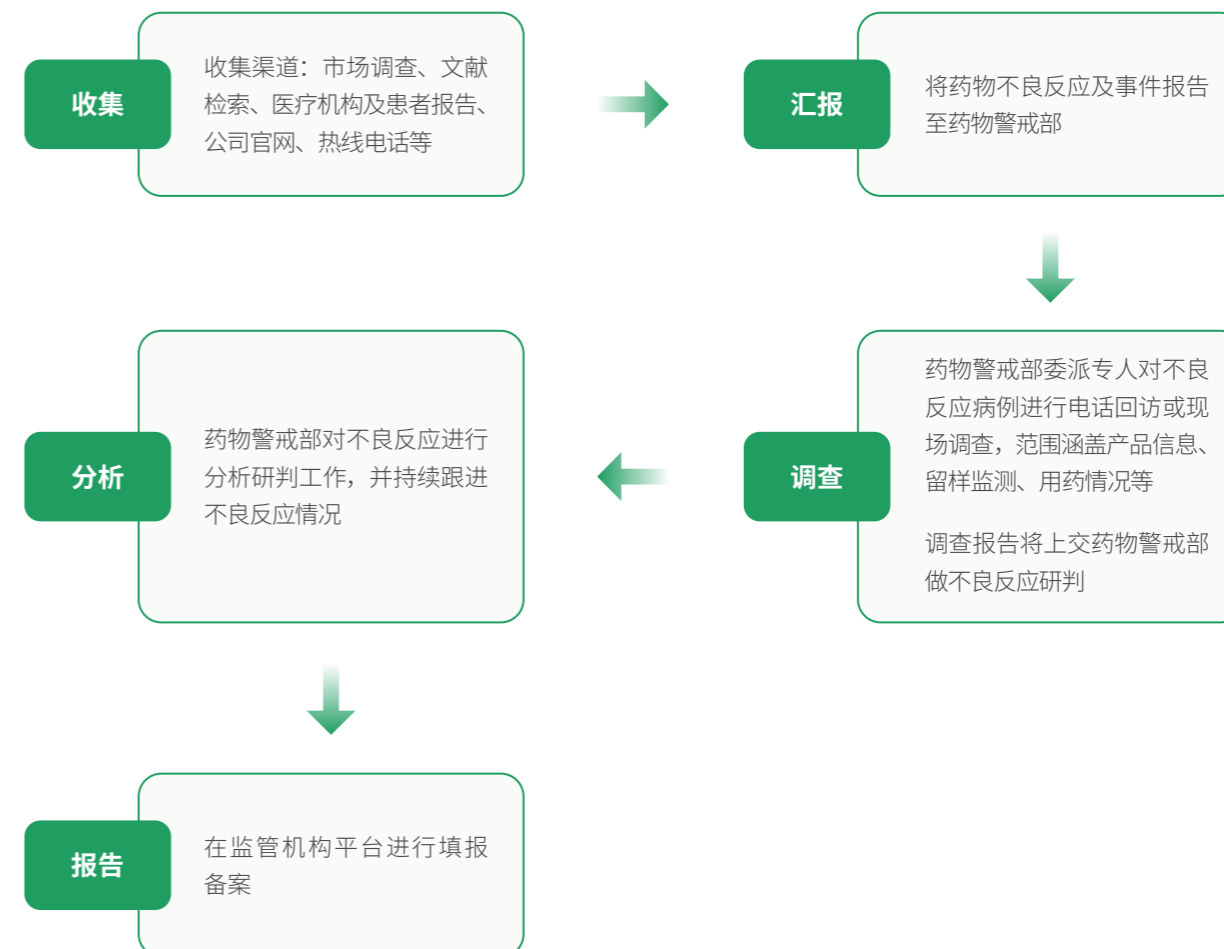 收集
收集渠道：市场调查、文献
检索、医疗机构及患者报告、
公司官网、热线电话等
汇报
将药物不良反应及事件报告
至药物警戒部
调查
药物警戒部委派专人对不良
反应病例进行电话回访或现
场调查，范围涵盖产品信息、
留样监测、用药情况等
调查报告将上交药物警戒部
做不良反应研判
分析
药物警戒部对不良反应进行
分析研判工作，并持续跟进
不良反应情况
报告
在监管机构平台进行填报
备案